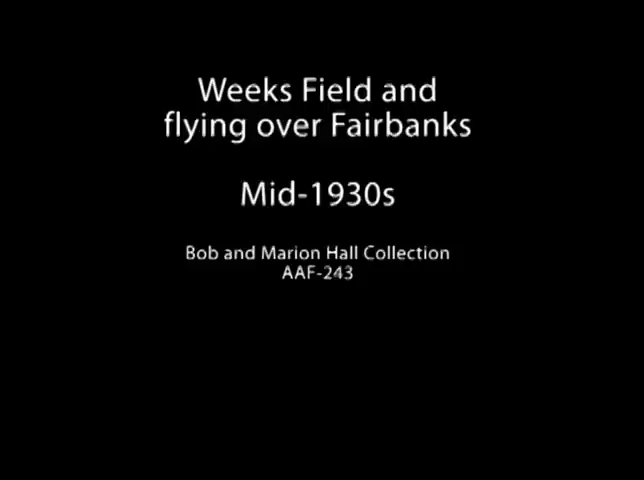 Weeks Field and
flying over Fairbanks
Mid-1930s
Bob and Marion Hall Collection
AAF-243